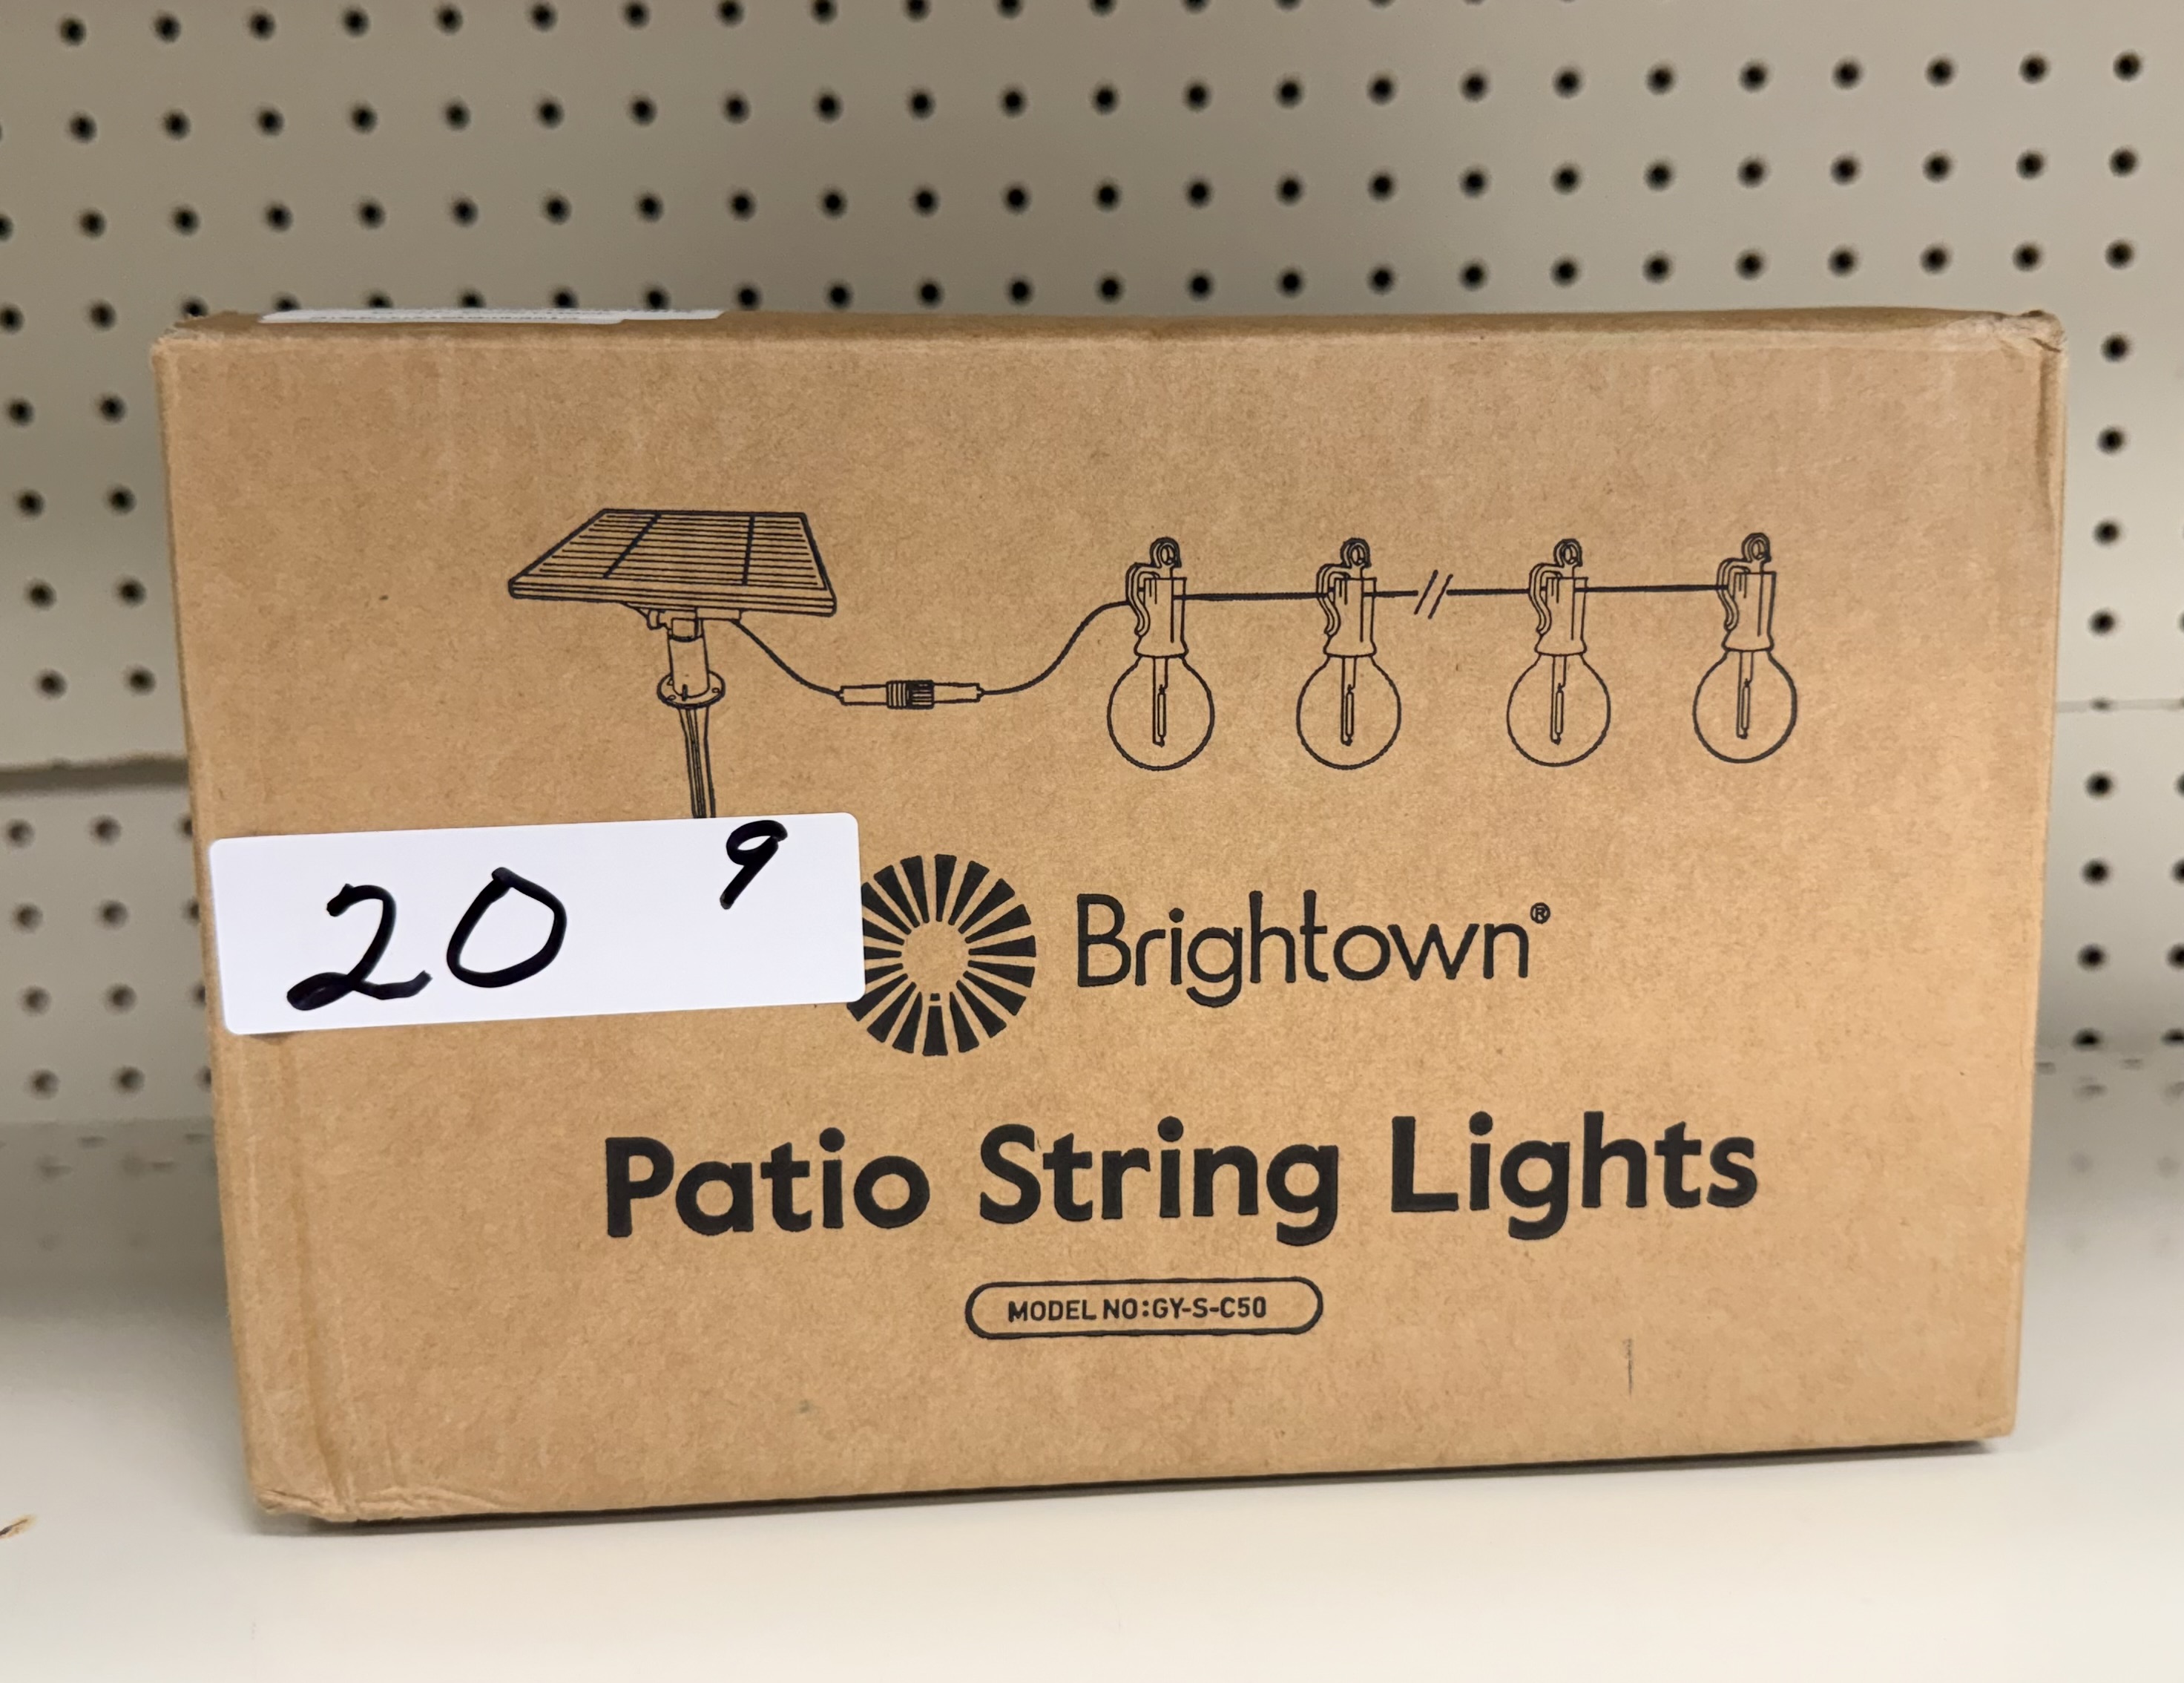 20 9
Brightown®
Patio String Lights
MODEL NO:GY-S-C50